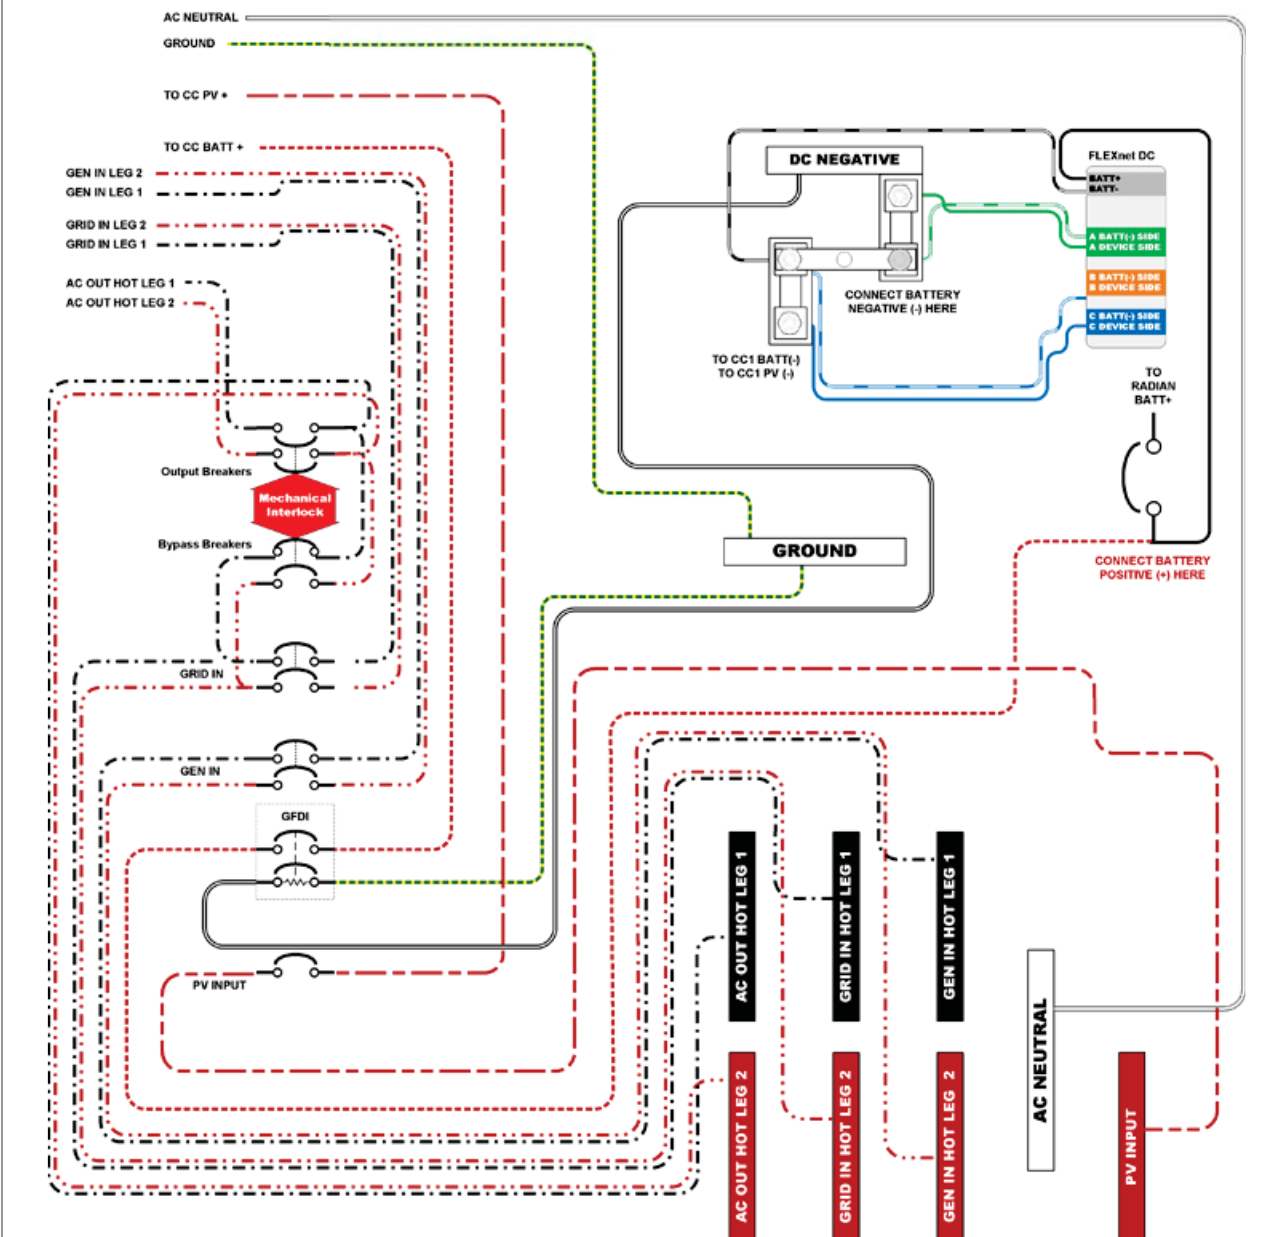 AC NEUTRAL
GROUND
TO CC PV +
TO CC BATT +
GEN IN LEG 2
GEN IN LEG 1
GRID IN LEG 2
GRID IN LEG 1
AC OUT HOT LEG 1
AC OUT HOT LEG 2
DC NEGATIVE
FLEXnet DC
BATT+
BATT-
A BATT(-) SIDE
A DEVICE SIDE
B BATT(-) SIDE
B DEVICE SIDE
C BATT(-) SIDE
C DEVICE SIDE
CONNECT BATTERY
NEGATIVE (-) HERE
TO CC1 BATT(-)
TO CC1 PV (-)
TO
RADIAN
BATT+
Output Breakers
Mechanical
Interlock
Bypass Breakers
GROUND
CONNECT BATTERY
POSITIVE (+) HERE
GRID IN
GEN IN
GFDI
PV INPUT
AC OUT HOT LEG 1
GRID IN HOT LEG 1
GEN IN HOT LEG 1
AC NEUTRAL
AC OUT HOT LEG 2
GRID IN HOT LEG 2
GEN IN HOT LEG 2
PV INPUT